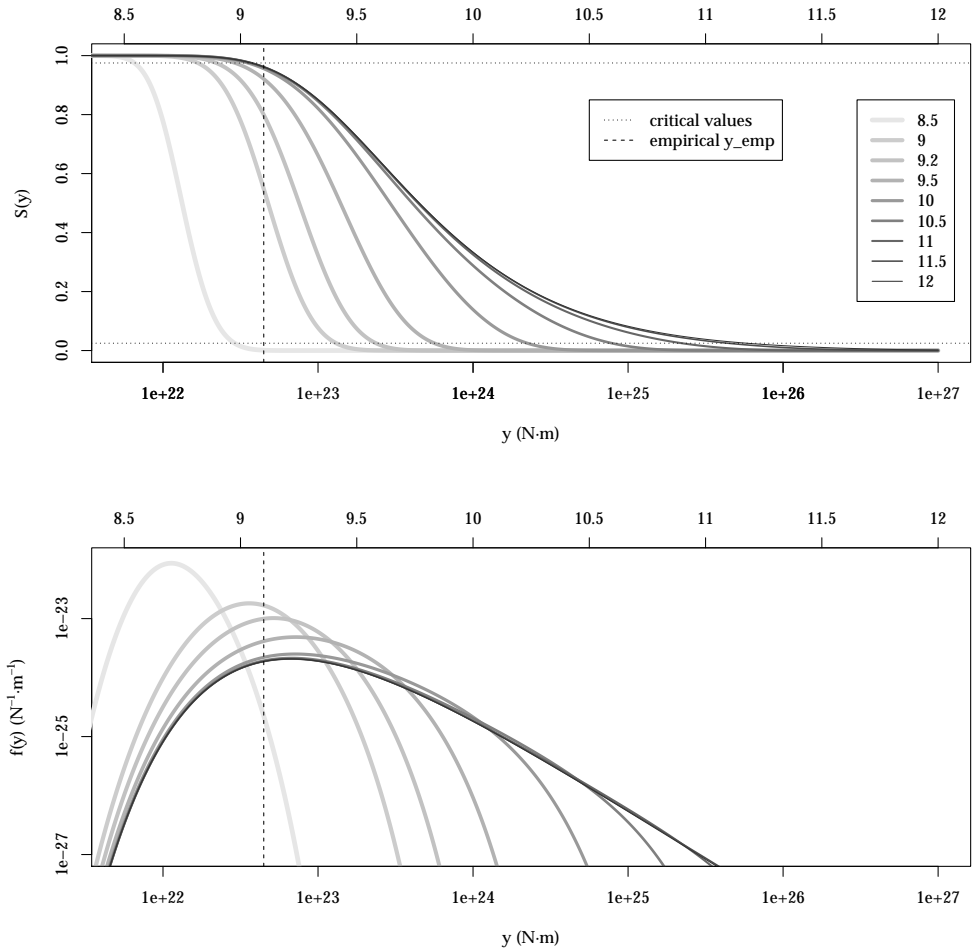 8.5 9 9.5 10 10.5 11 11.5 12
1.0
0.8
0.6
0.4
0.2
0.0
S(y)
critical values
empirical y_emp
8.5
9
9.2
9.5
10
10.5
11
11.5
12
1e+22 1e+23 1e+24 1e+25 1e+26 1e+27
y (N·m)
8.5 9 9.5 10 10.5 11 11.5 12
1e−23
1e−25
1e−27
f(y) (N⁻¹·m⁻¹)
1e+22 1e+23 1e+24 1e+25 1e+26 1e+27
y (N·m)